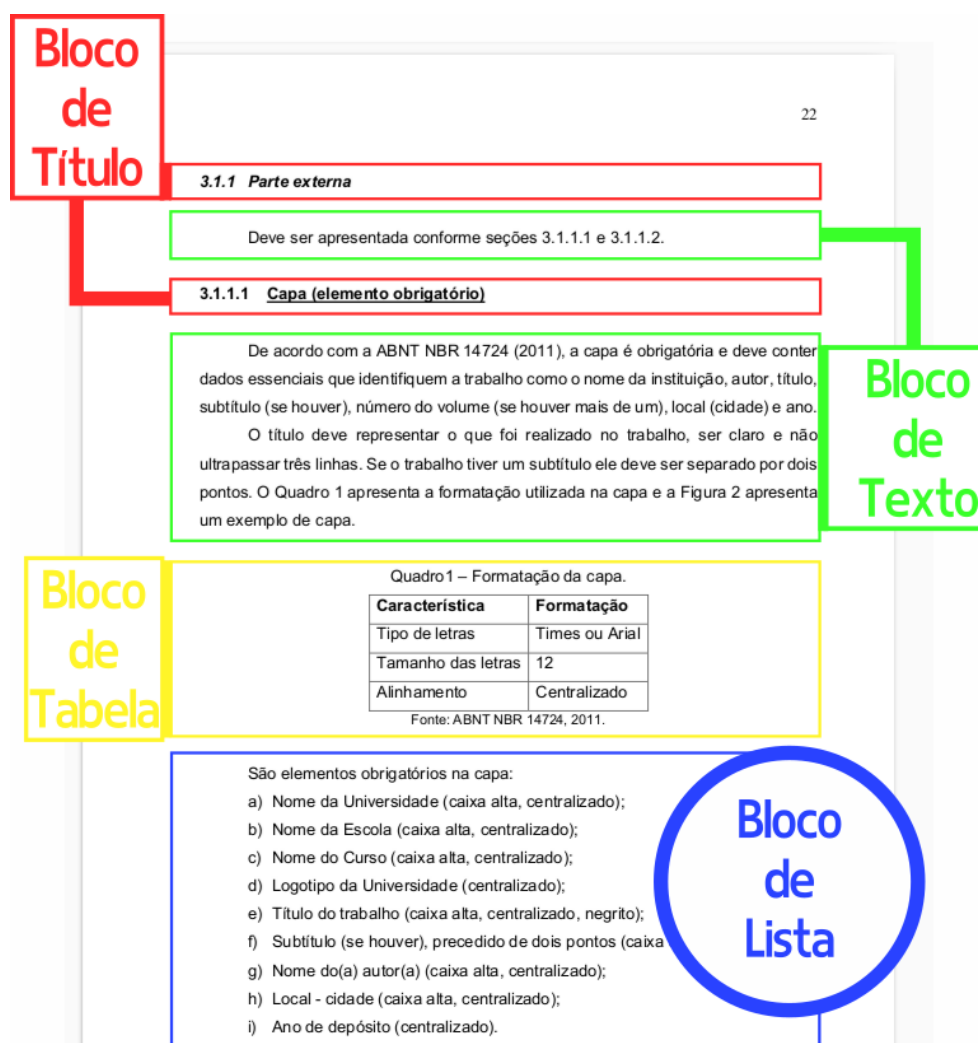 Bloco
de
Título
22
3.1.1 Parte externa
Deve ser apresentada conforme seções 3.1.1.1 e 3.1.1.2.
3.1.1.1 Capa (elemento obrigatório)
De acordo com a ABNT NBR 14724 (2011), a capa é obrigatória e deve conter
dados essenciais que identifiquem a trabalho como o nome da instituição, autor, título,
subtítulo (se houver), número do volume (se houver mais de um), local (cidade) e ano.
O título deve representar o que foi realizado no trabalho, ser claro e não
ultrapassar três linhas. Se o trabalho tiver um subtítulo ele deve ser separado por dois
pontos. O Quadro 1 apresenta a formatação utilizada na capa e a Figura 2 apresenta
um exemplo de capa.
Bloco
de
Texto
Bloco
de
Tabela
Quadro1 – Formatação da capa.
Característica Formatação
Tipo de letras Times ou Arial
Tamanho das letras 12
Alinhamento Centralizado
Fonte: ABNT NBR 14724, 2011.
São elementos obrigatórios na capa:
a) Nome da Universidade (caixa alta, centralizado);
b) Nome da Escola (caixa alta, centralizado);
c) Nome do Curso (caixa alta, centralizado);
d) Logotipo da Universidade (centralizado);
e) Título do trabalho (caixa alta, centralizado, negrito);
f) Subtítulo (se houver), precedido de dois pontos (caixa
g) Nome do(a) autor(a) (caixa alta, centralizado);
h) Local - cidade (caixa alta, centralizado);
i) Ano de depósito (centralizado).
Bloco
de
Lista